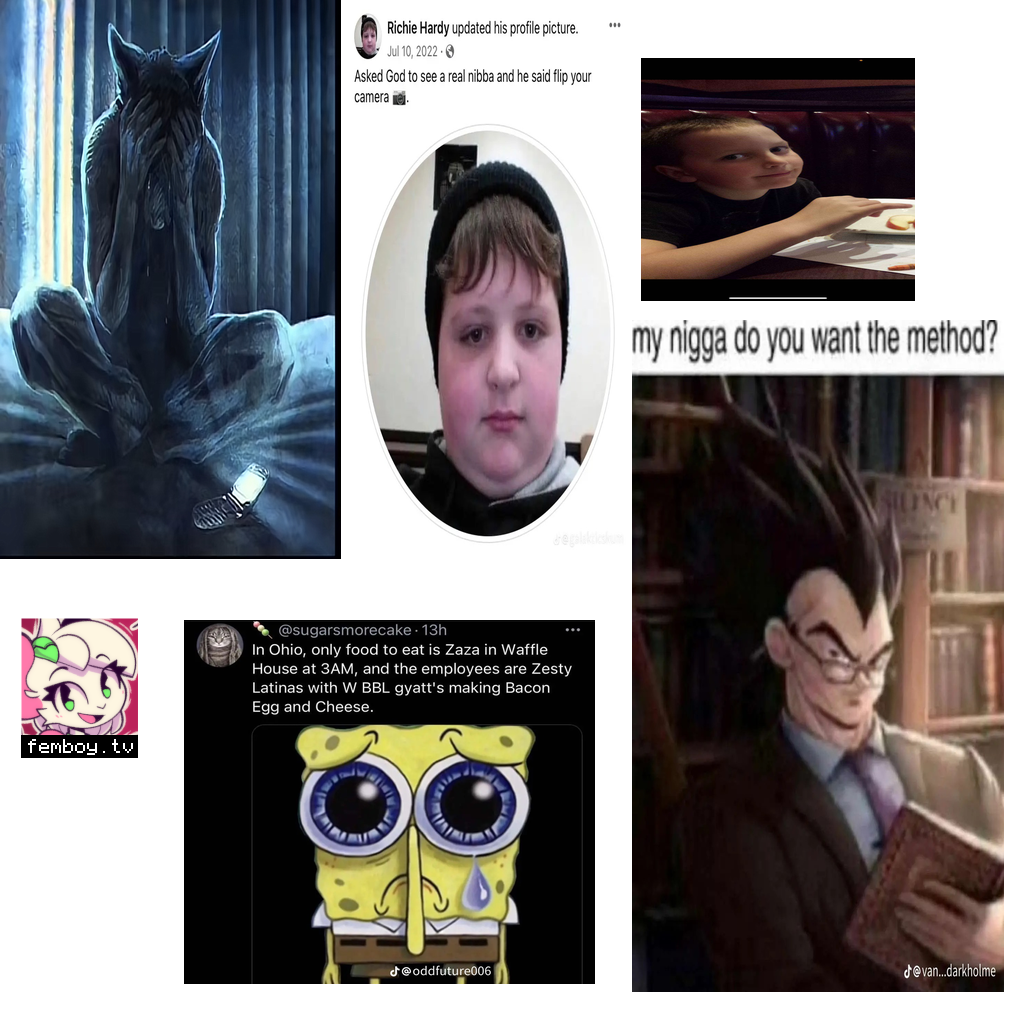 Richie Hardy updated his profile picture.
Jul 10, 2022 ·
Asked God to see a real nibba and he said flip your
camera 📷.
my nigga do you want the method?
SILENCE
@sugarsmorecake · 13h
In Ohio, only food to eat is Zaza in Waffle
House at 3AM, and the employees are Zesty
Latinas with W BBL gyatt's making Bacon
Egg and Cheese.
femboy.tv
@oddfuture006
@van...darkholme